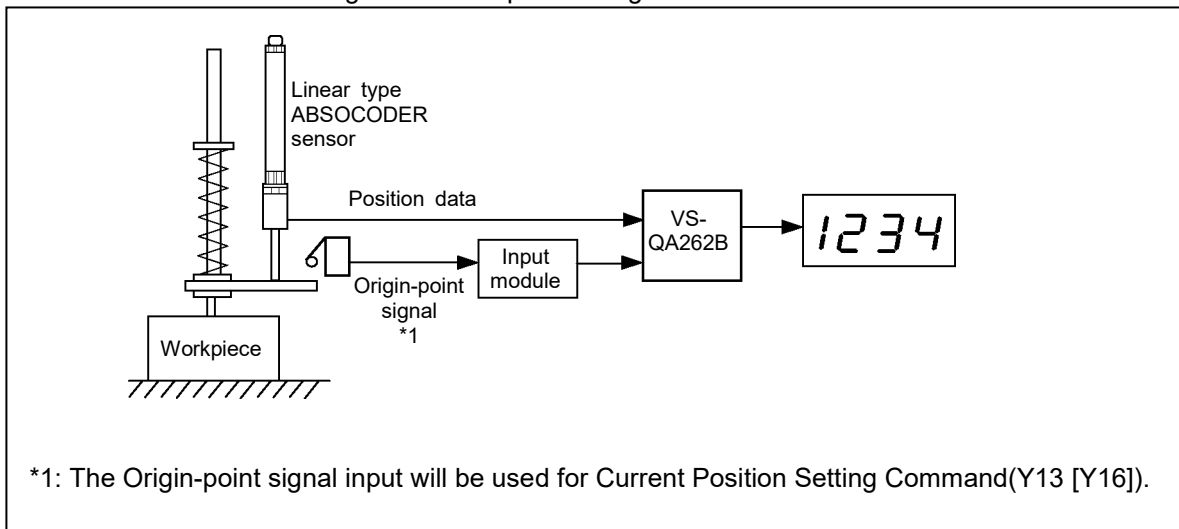 Linear type
ABSOCODER
sensor
Position data
VS-
QA262B
1234
Input
module
Origin-point
signal
*1
Workpiece
*1: The Origin-point signal input will be used for Current Position Setting Command(Y13 [Y16]).